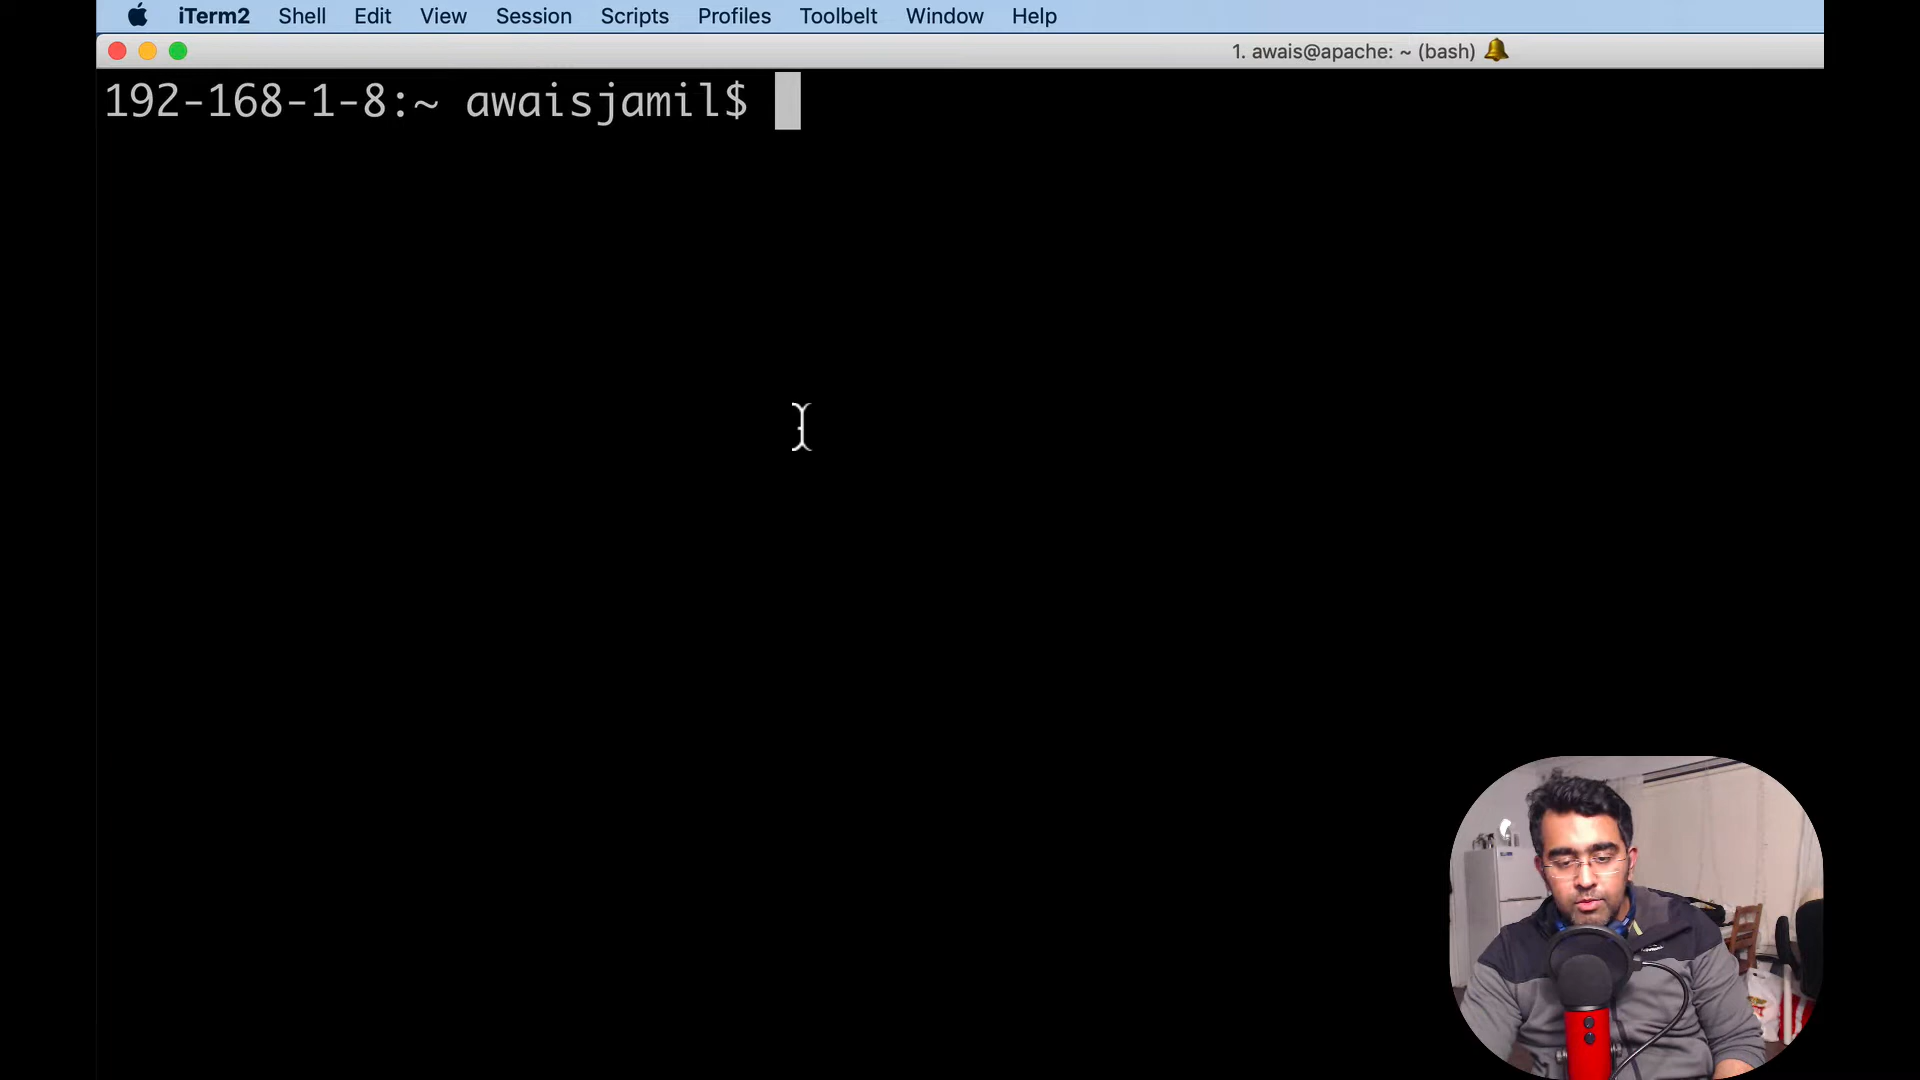 iTerm2 Shell Edit View Session Scripts Profiles Toolbelt Window Help
1. awais@apache: ~ (bash)
192-168-1-8:~ awaisjamil$